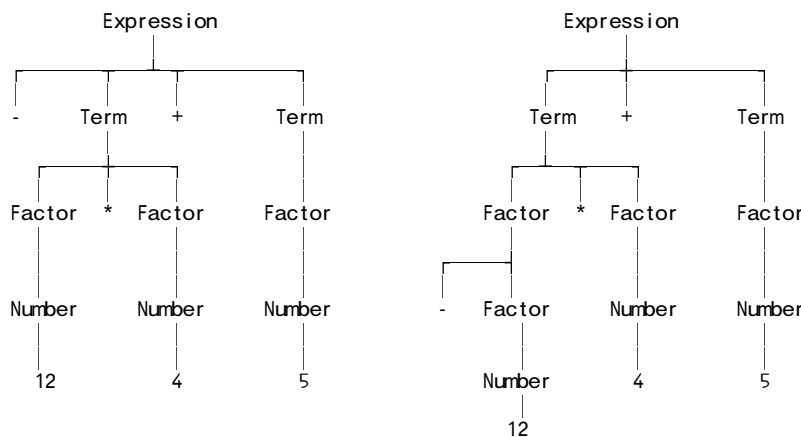 Expression Expression
- Term + Term Term + Term
Factor * Factor Factor Factor * Factor Factor
Number Number Number - Factor Number Number
12 4 5 Number 4 5
12